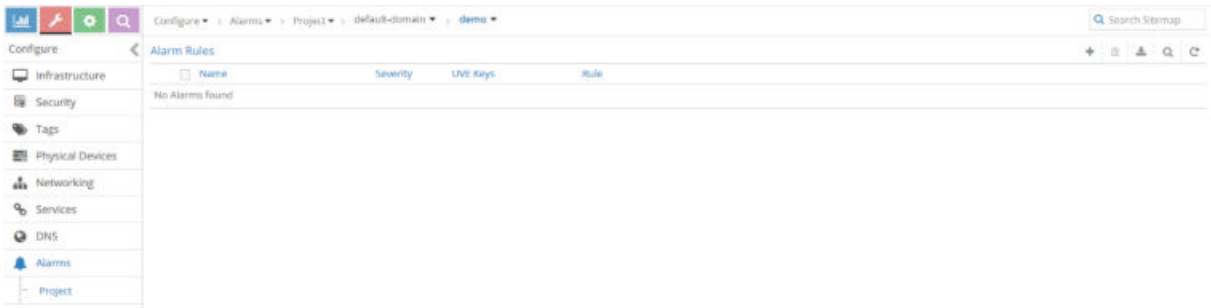 Configure Alarms Project default-domain demo Search Sitemap
Configure Alarm Rules
Name Severity UVE Keys Rule
No Alarms found
Infrastructure
Security
Tags
Physical Devices
Networking
Services
DNS
Alarms
Project